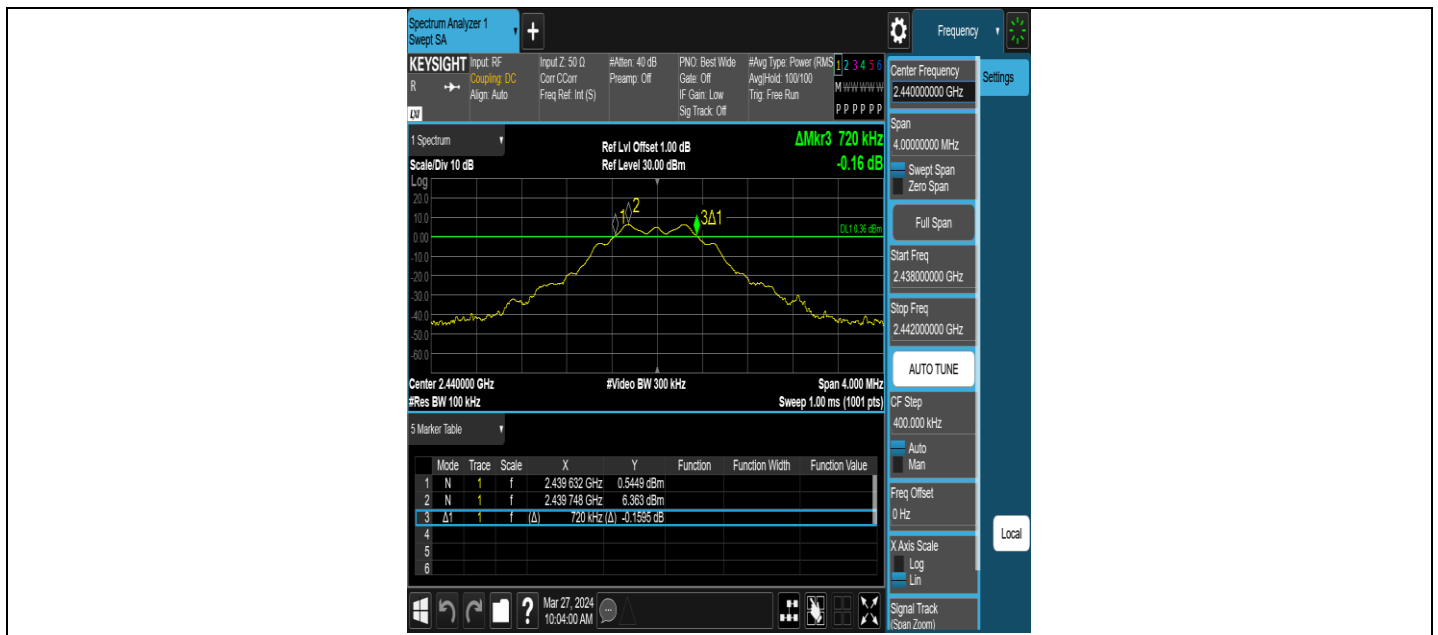 Spectrum Analyzer 1
Swept SA
+
Frequency
KEYSIGHT
R
LXI
Input: RF
Coupling: DC
Align: Auto
Input Z: 50 Ω
Corr CCorr
Freq Ref: Int (S)
#Atten: 40 dB
Preamp: Off
PNO: Best Wide
Gate: Off
IF Gain: Low
Sig Track: Off
#Avg Type: Power (RMS
Avg|Hold: 100/100
Trig: Free Run
1 2 3 4 5 6
M W W W W W
P P P P P P
1 Spectrum
Scale/Div 10 dB
Ref Lvl Offset 1.00 dB
Ref Level 30.00 dBm
ΔMkr3 720 kHz
-0.16 dB
Log
20.0
10.0
0.00
-10.0
-20.0
-30.0
-40.0
-50.0
-60.0
1
2
3Δ1
DL1 0.36 dBm
Center 2.440000 GHz
#Video BW 300 kHz
Span 4.000 MHz
#Res BW 100 kHz
Sweep 1.00 ms (1001 pts)
5 Marker Table
Mode Trace Scale X Y Function Function Width Function Value
1 N 1 f 2.439 632 GHz 0.5449 dBm
2 N 1 f 2.439 748 GHz 6.363 dBm
3 Δ1 1 f (Δ) 720 kHz (Δ) -0.1595 dB
4
5
6
?
Mar 27, 2024
10:04:00 AM
Center Frequency
2.440000000 GHz
Settings
Span
4.00000000 MHz
Swept Span
Zero Span
Full Span
Start Freq
2.438000000 GHz
Stop Freq
2.442000000 GHz
AUTO TUNE
CF Step
400.000 kHz
Auto
Man
Freq Offset
0 Hz
Local
X Axis Scale
Log
Lin
Signal Track
(Span Zoom)